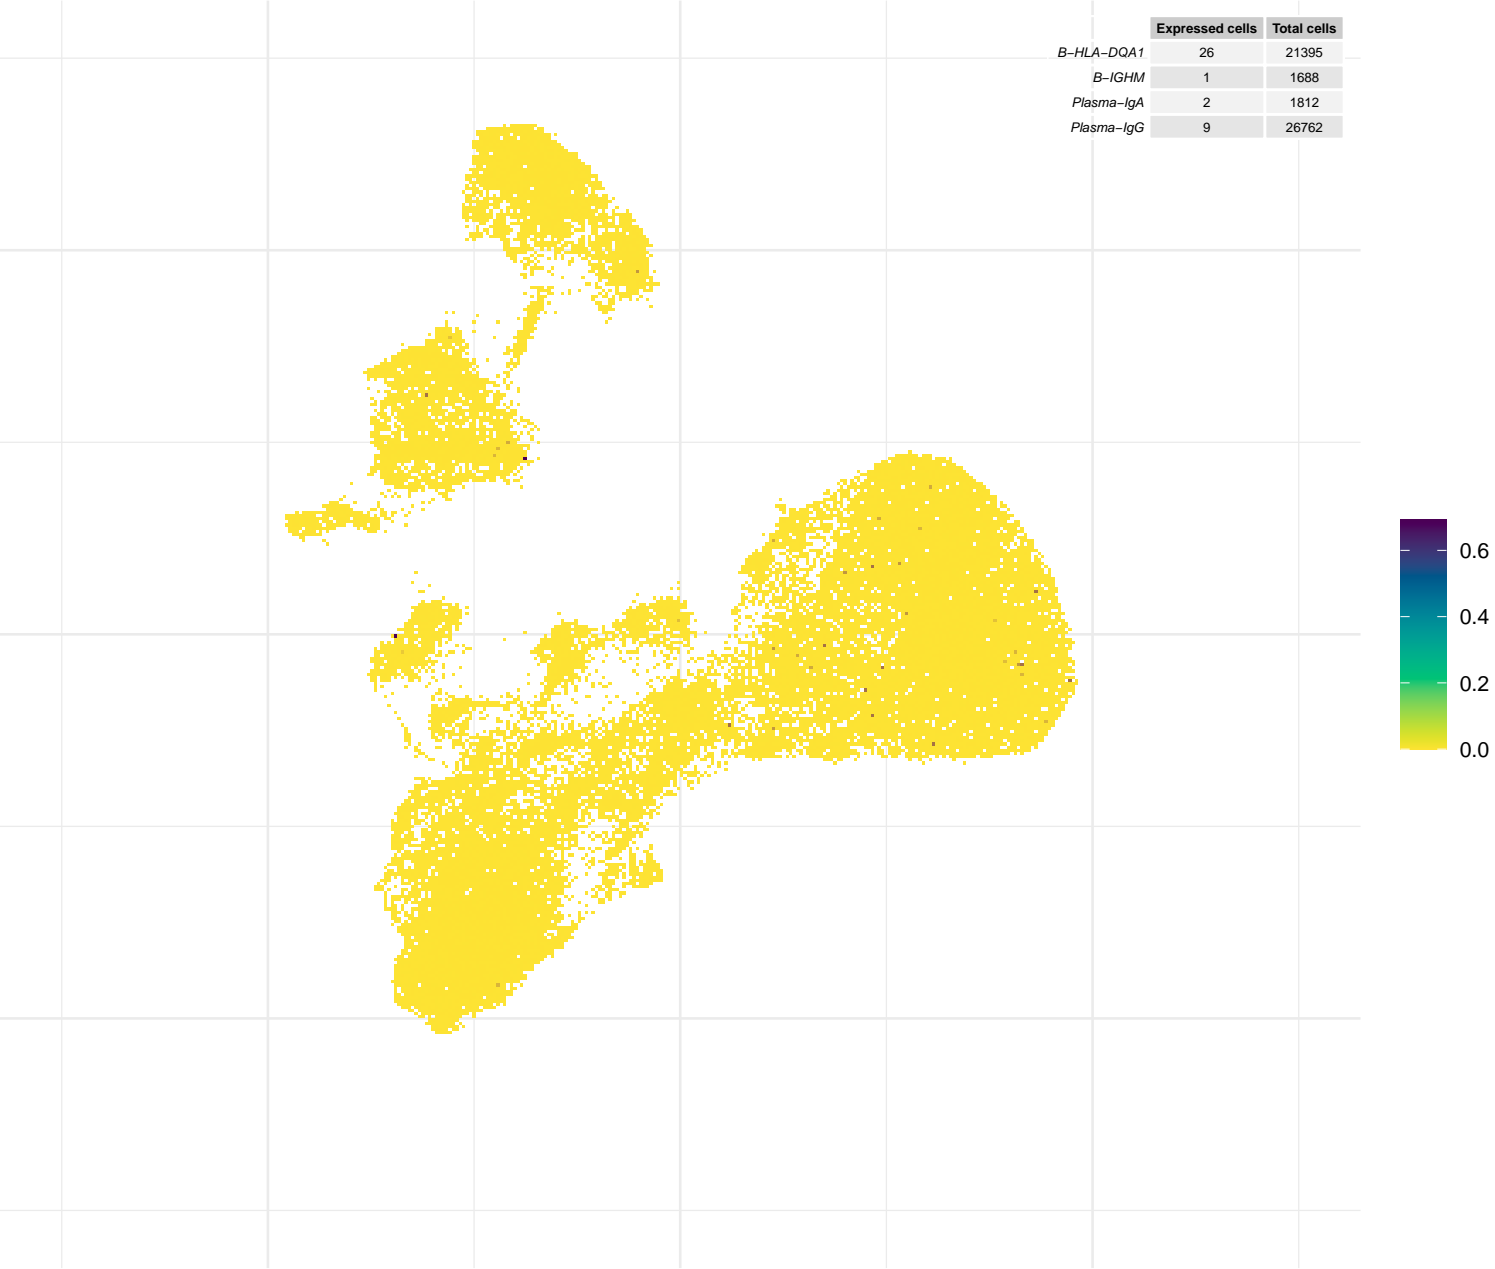 Expressed cells Total cells
B−HLA−DQA1 26 21395
B−IGHM 1 1688
Plasma−IgA 2 1812
Plasma−IgG 9 26762
0.6
0.4
0.2
0.0